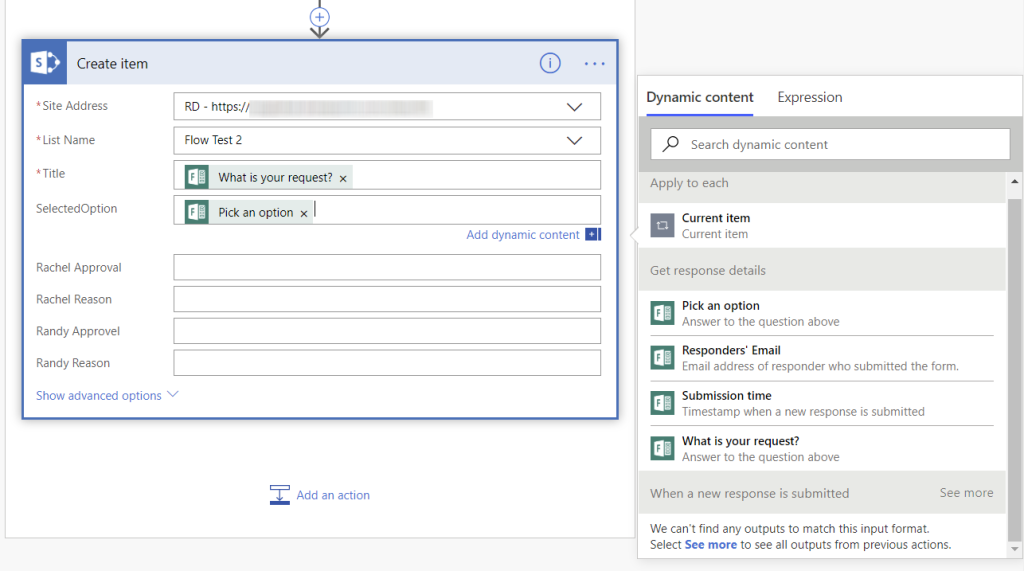 Create item
* Site Address
RD - https://
* List Name
Flow Test 2
* Title
What is your request? ×
SelectedOption
Pick an option ×
Add dynamic content
Rachel Approval
Rachel Reason
Randy Approvel
Randy Reason
Show advanced options
Add an action
Dynamic content Expression
Search dynamic content
Apply to each
Current item
Current item
Get response details
Pick an option
Answer to the question above
Responders' Email
Email address of responder who submitted the form.
Submission time
Timestamp when a new response is submitted
What is your request?
Answer to the question above
When a new response is submitted See more
We can't find any outputs to match this input format.
Select See more to see all outputs from previous actions.